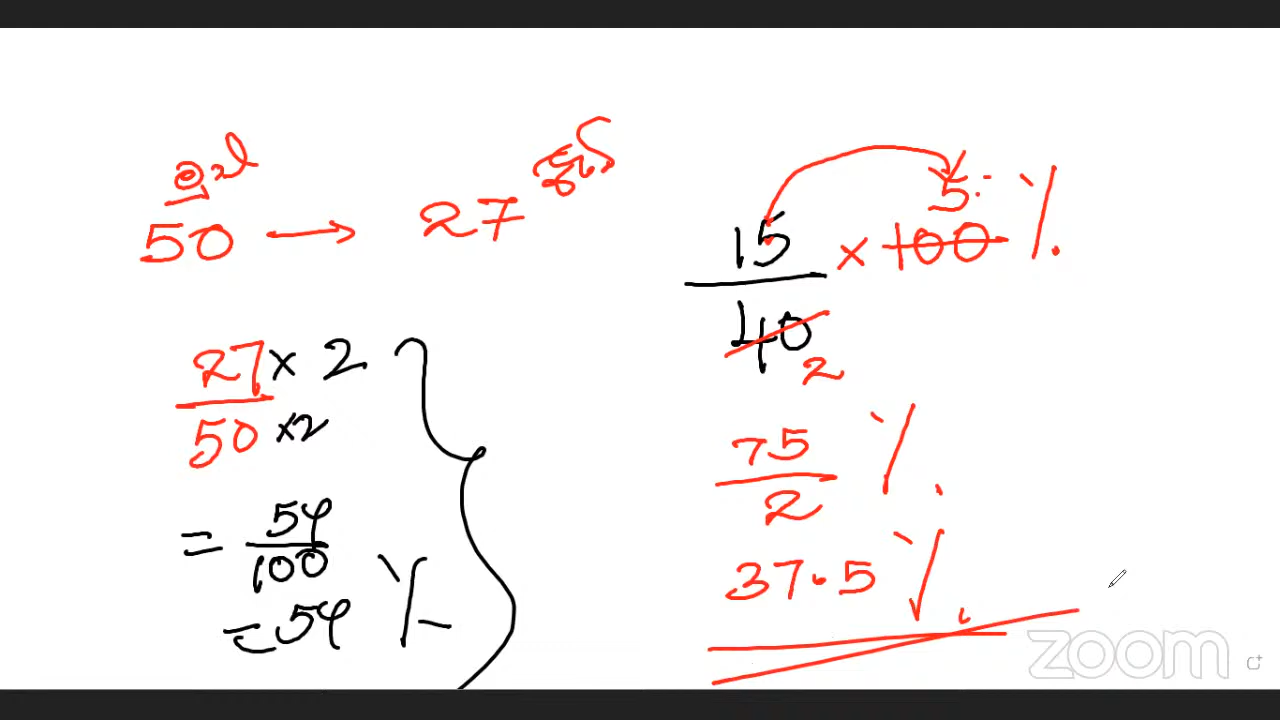 50 → 27
27 × 2
50 ×2
= 54
100
= 54 %
15 × 100 %
5
40
2
75 %
2
37.5 %
zoom